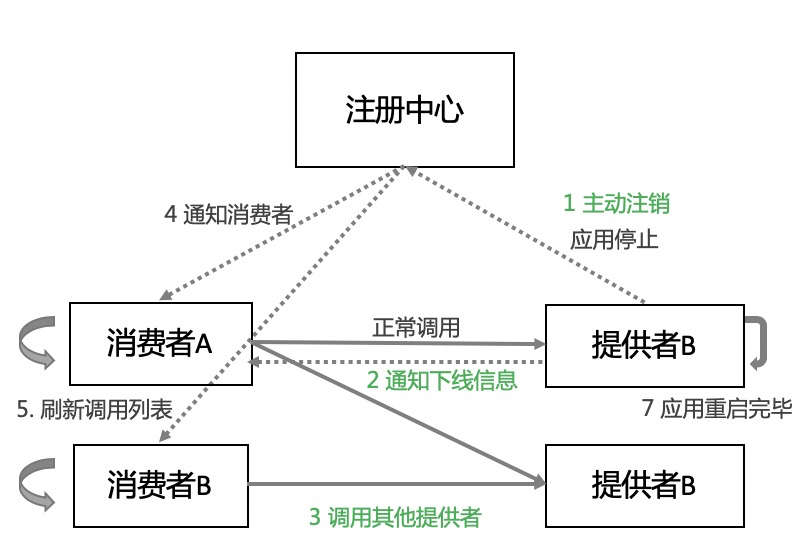 注册中心
1 主动注销
4 通知消费者
应用停止
正常调用
消费者A
提供者B
2 通知下线信息
5. 刷新调用列表
7 应用重启完毕
消费者B
提供者B
3 调用其他提供者